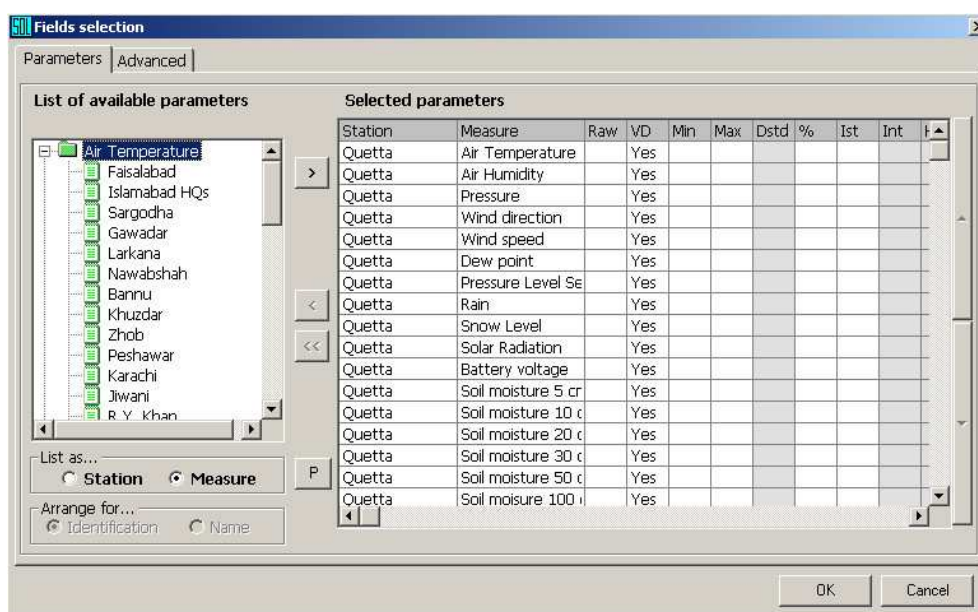 SOL Fields selection
Parameters Advanced
List of available parameters
Air Temperature
Faisalabad
Islamabad HQs
Sargodha
Gawadar
Larkana
Nawabshah
Bannu
Khuzdar
Zhob
Peshawar
Karachi
Jiwani
R.Y. Khan
List as...
Station Measure
Arrange for...
Identification Name
>
<
<<
P
Selected parameters
Station Measure Raw VD Min Max Dstd % Ist Int
Quetta Air Temperature Yes
Quetta Air Humidity Yes
Quetta Pressure Yes
Quetta Wind direction Yes
Quetta Wind speed Yes
Quetta Dew point Yes
Quetta Pressure Level Se Yes
Quetta Rain Yes
Quetta Snow Level Yes
Quetta Solar Radiation Yes
Quetta Battery voltage Yes
Quetta Soil moisture 5 cr Yes
Quetta Soil moisture 10 c Yes
Quetta Soil moisture 20 c Yes
Quetta Soil moisture 30 c Yes
Quetta Soil moisture 50 c Yes
Quetta Soil moisure 100 Yes
OK Cancel